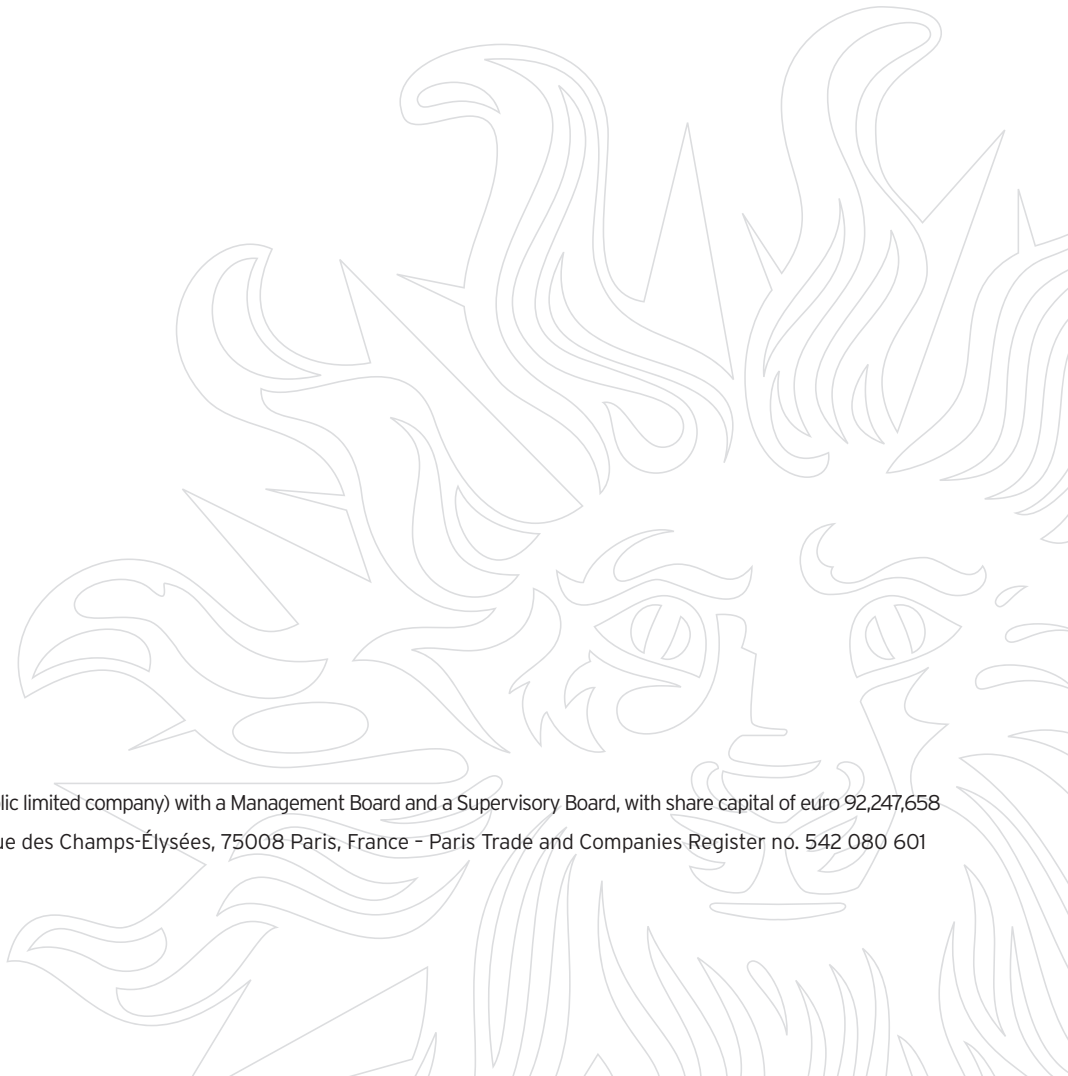 lic limited company) with a Management Board and a Supervisory Board, with share capital of euro 92,247,658
ue des Champs-Élysées, 75008 Paris, France – Paris Trade and Companies Register no. 542 080 601